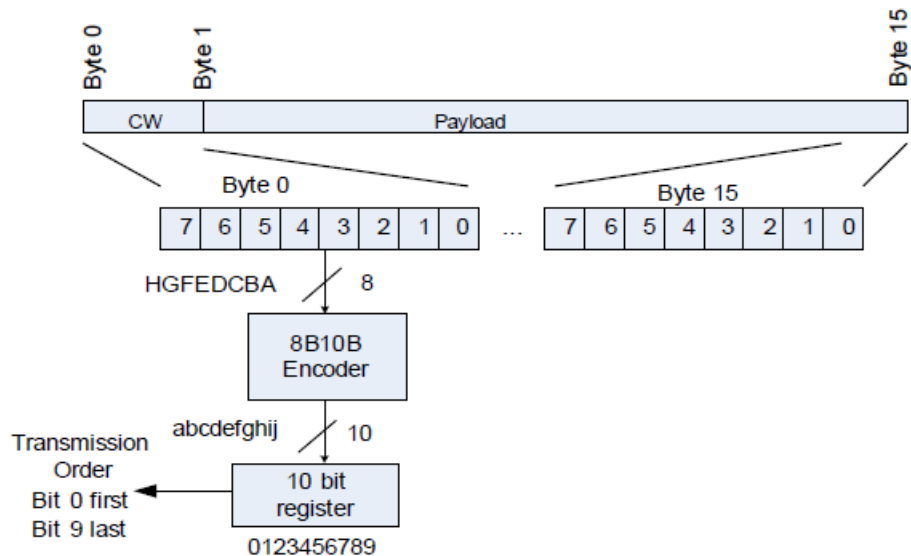 Byte 0
Byte 1
Byte 15
CW
Payload
Byte 0
Byte 15
7 6 5 4 3 2 1 0 ... 7 6 5 4 3 2 1 0
HGFEDCBA
8
8B10B
Encoder
abcdefghij
10
Transmission
Order
Bit 0 first
Bit 9 last
10 bit
register
0123456789